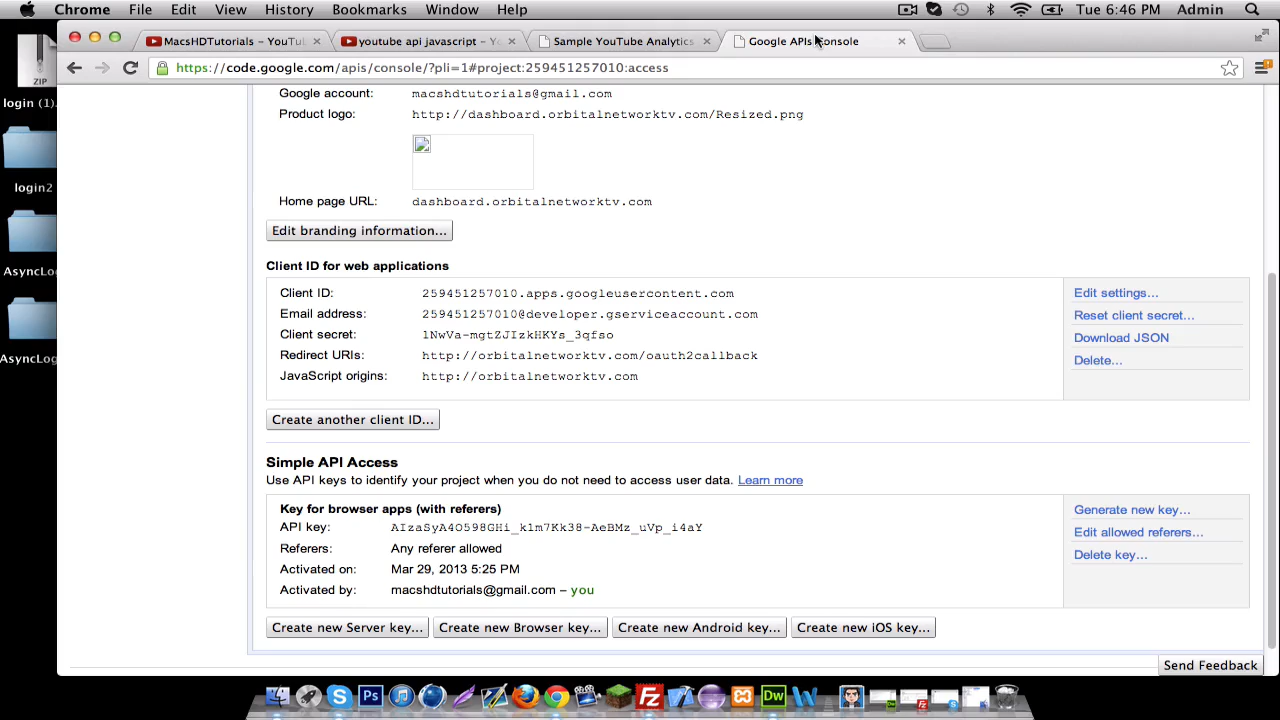 Chrome File Edit View History Bookmarks Window Help Tue 6:46 PM Admin
MacsHDTutorials – YouTu
youtube api javascript – Yo
Sample YouTube Analytics
Google APIs Console
https://code.google.com/apis/console/?pli=1#project:259451257010:access
ZIP
login (1).
login2
AsyncLo
AsyncLog
Google account: macshdtutorials@gmail.com
Product logo: http://dashboard.orbitalnetworktv.com/Resized.png
Home page URL: dashboard.orbitalnetworktv.com
Edit branding information...
Client ID for web applications
Client ID: 259451257010.apps.googleusercontent.com
Email address: 259451257010@developer.gserviceaccount.com
Client secret: 1NwVa-mgtZJIzkHKYs_3qfso
Redirect URIs: http://orbitalnetworktv.com/oauth2callback
JavaScript origins: http://orbitalnetworktv.com
Edit settings...
Reset client secret...
Download JSON
Delete...
Create another client ID...
Simple API Access
Use API keys to identify your project when you do not need to access user data. Learn more
Key for browser apps (with referers)
API key: AIzaSyA4O598GHi_k1m7Kk38-AeBMz_uVp_i4aY
Referers: Any referer allowed
Activated on: Mar 29, 2013 5:25 PM
Activated by: macshdtutorials@gmail.com – you
Generate new key...
Edit allowed referers...
Delete key...
Create new Server key... Create new Browser key... Create new Android key... Create new iOS key...
Send Feedback
Ps
Fz
Dw
W